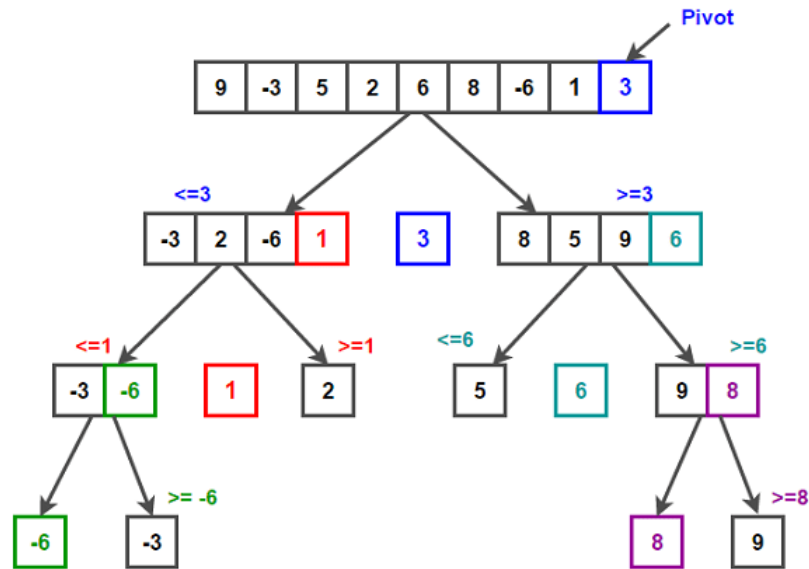 Pivot
9 -3 5 2 6 8 -6 1 3
<=3 >=3
-3 2 -6 1 3 8 5 9 6
<=1 >=1 <=6 >=6
-3 -6 1 2 5 6 9 8
>= -6 >=8
-6 -3 8 9